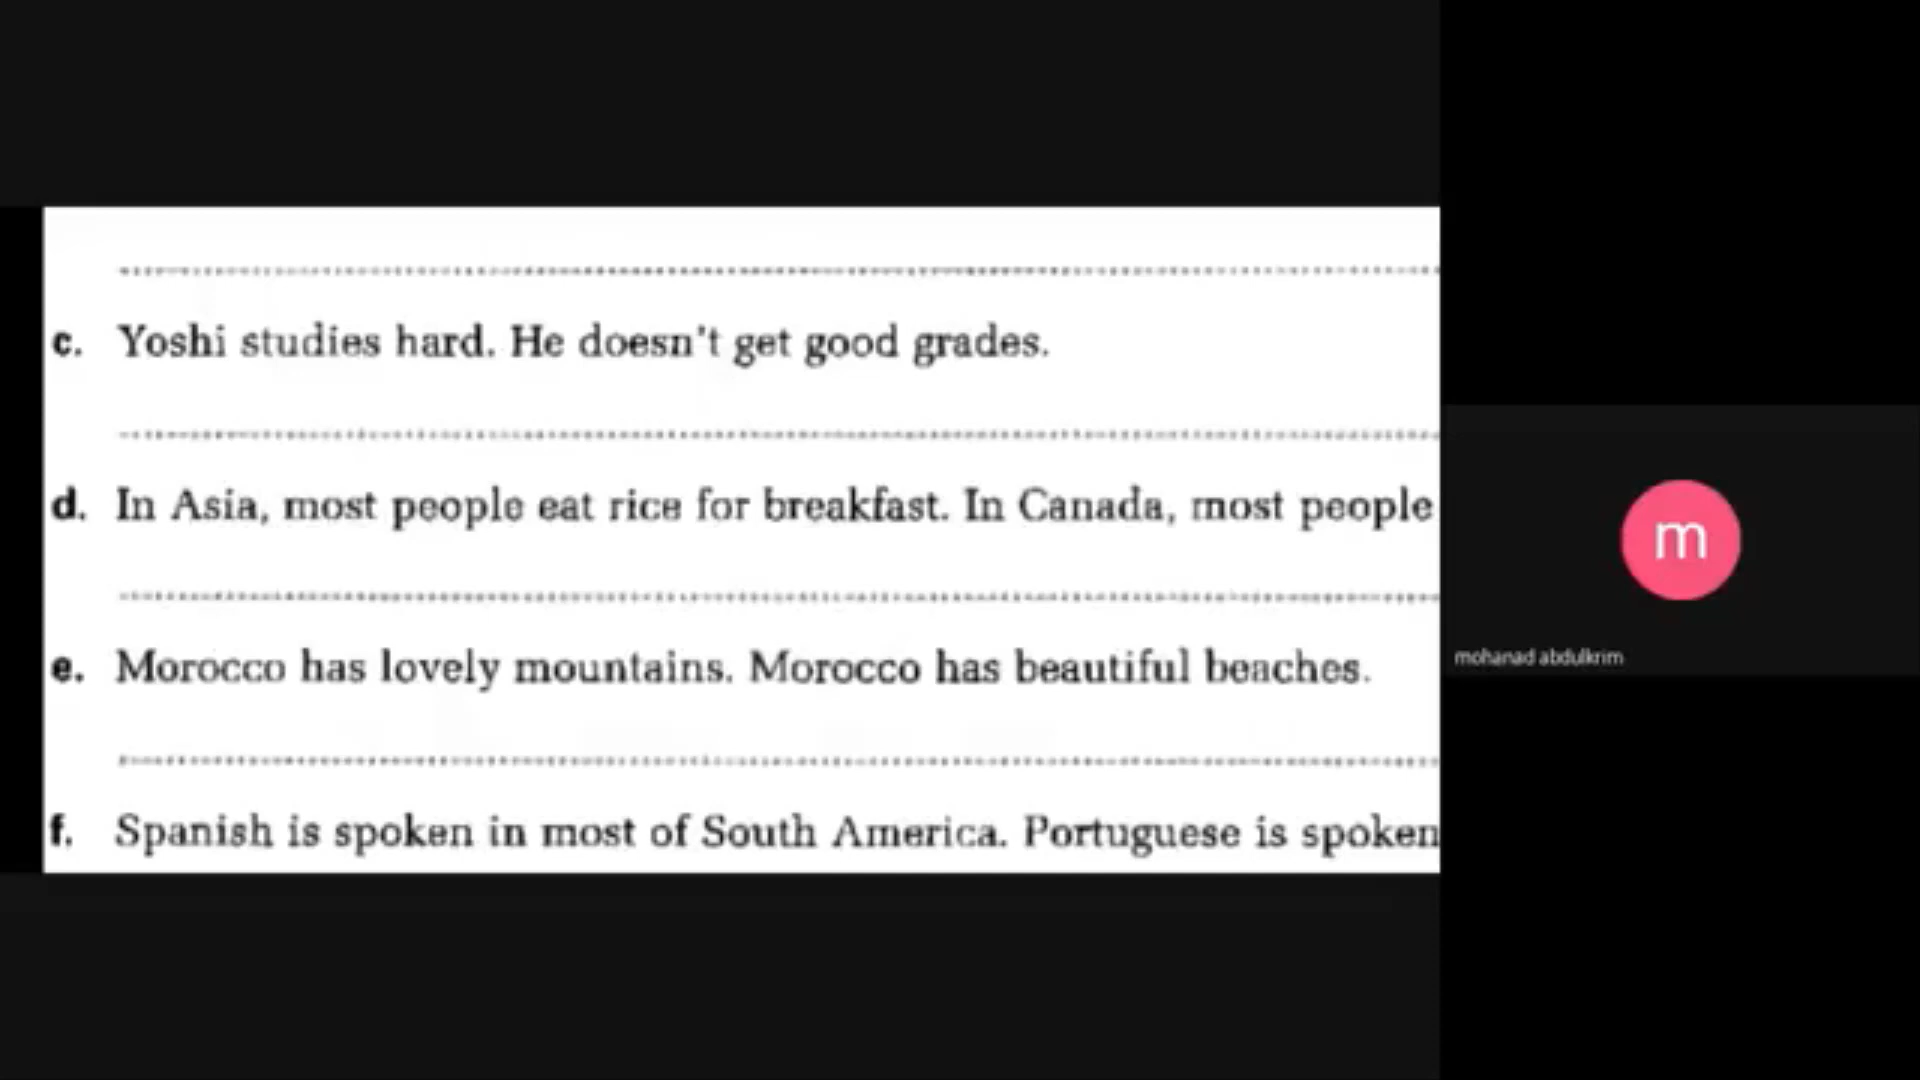 c. Yoshi studies hard. He doesn't get good grades.
d. In Asia, most people eat rice for breakfast. In Canada, most people
e. Morocco has lovely mountains. Morocco has beautiful beaches.
f. Spanish is spoken in most of South America. Portuguese is spoken
m
mohanad abdulkrim